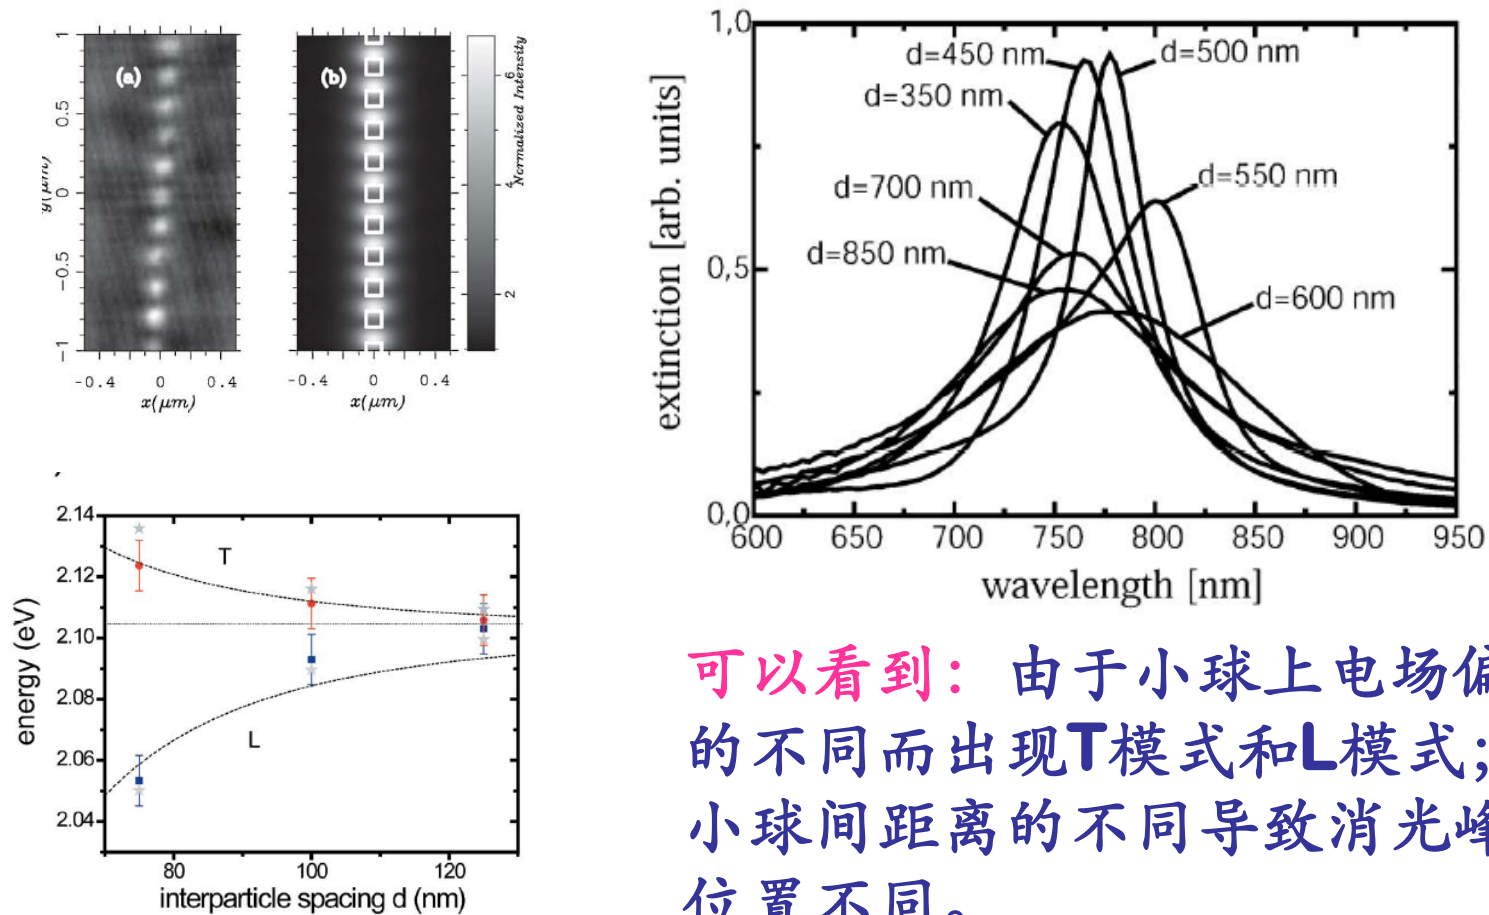 (a)
(b)
1
0.5
0
-0.5
-1
y(μm)
-0.4 0 0.4
x(μm)
-0.4 0 0.4
x(μm)
6
4
2
Normalized Intensity
1,0
0,5
0,0
extinction [arb. units]
d=450 nm
d=500 nm
d=350 nm
d=700 nm
d=550 nm
d=850 nm
d=600 nm
600 650 700 750 800 850 900 950
wavelength [nm]
2.14
2.12
2.10
2.08
2.06
2.04
energy (eV)
T
L
80 100 120
interparticle spacing d (nm)
可以看到：由于小球上电场偏
的不同而出现T模式和L模式；
小球间距离的不同导致消光峰
位置不同。